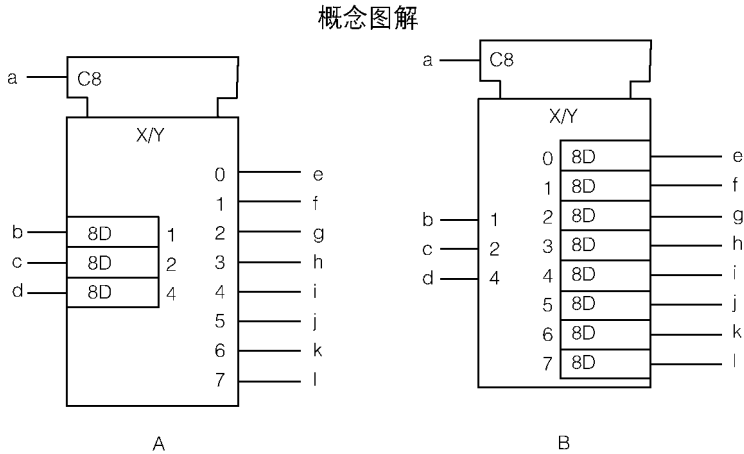 概念图解
a C8
X/Y
0 e
1 f
b 8D 1 2 g
c 8D 2 3 h
d 8D 4 4 i
5 j
6 k
7 l
A
a C8
X/Y
0 8D e
1 8D f
b 1 2 8D g
c 2 3 8D h
d 4 4 8D i
5 8D j
6 8D k
7 8D l
B